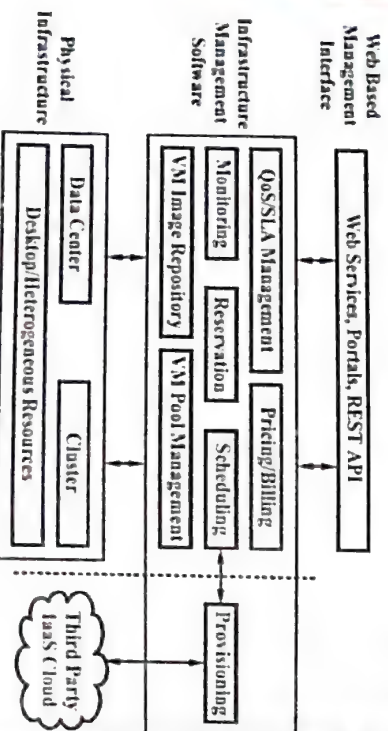 Web Based
Management
Interface
Web Services, Portals, REST API
Infrastructure
Management
Software
QoS/SLA Management
Pricing/Billing
Monitoring
Reservation
Scheduling
Provisioning
VM Image Repository
VM Pool Management
Physical
Infrastructure
Data Center
Cluster
Desktop/Heterogeneous Resources
Third Party
IaaS Cloud